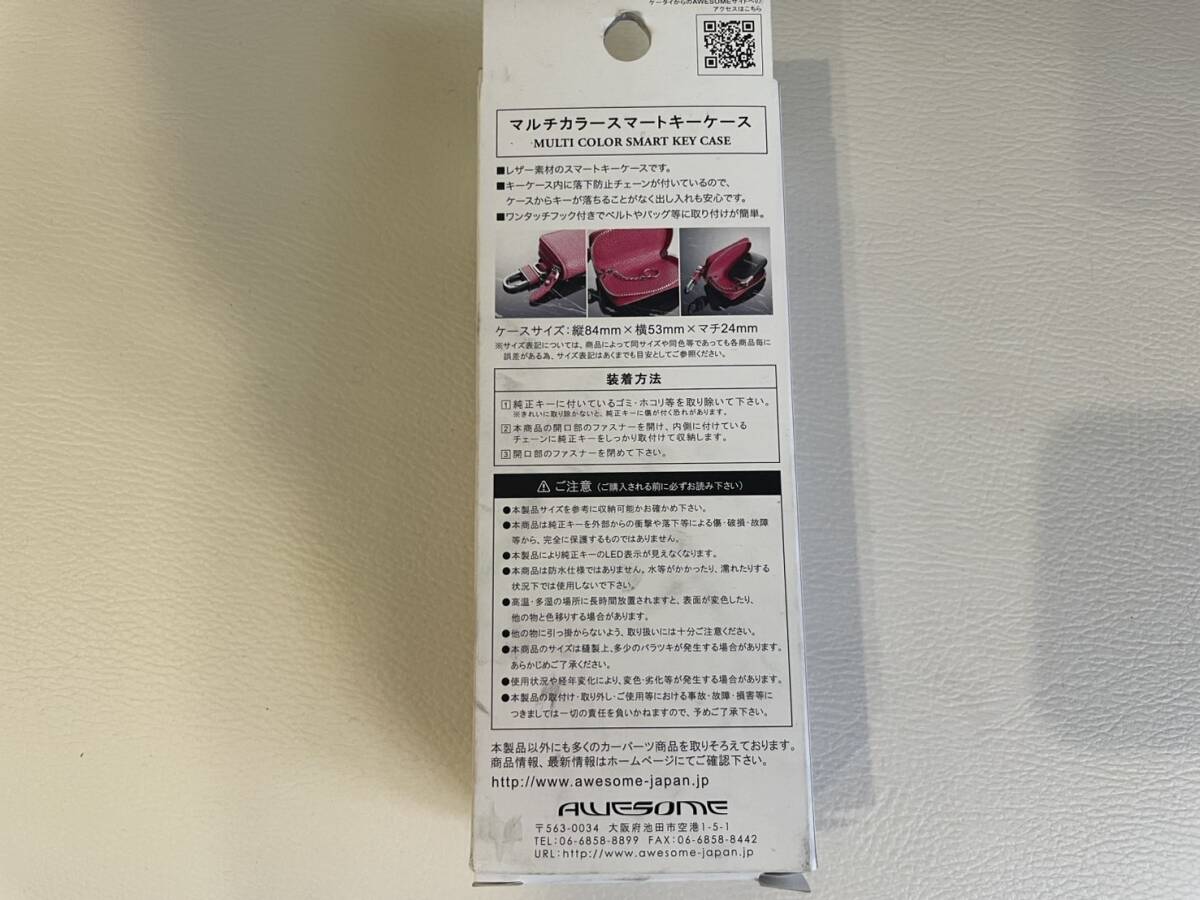 ケータイからのAWESOMEサイトへの
アクセスはこちら
マルチカラースマートキーケース
MULTI COLOR SMART KEY CASE
■レザー素材のスマートキーケースです。
■キーケース内に落下防止チェーンが付いているので、
ケースからキーが落ちることがなく出し入れも安心です。
■ワンタッチフック付きでベルトやバッグ等に取り付けが簡単。
ケースサイズ:縦84mm×横53mm×マチ24mm
※サイズ表記については、商品によって同サイズや同色等であっても各商品毎に
誤差がある為、サイズ表記はあくまでも目安としてご参照ください。
装着方法
1 純正キーに付いているゴミ・ホコリ等を取り除いて下さい。
※きれいに取り除かないと、純正キーに傷が付く恐れがあります。
2 本商品の開口部のファスナーを開け、内側に付けている
チェーンに純正キーをしっかり取付けて収納します。
3 開口部のファスナーを閉めて下さい。
⚠ ご注意(ご購入される前に必ずお読み下さい)
●本製品サイズを参考に収納可能かお確かめ下さい。
●本商品は純正キーを外部からの衝撃や落下等による傷・破損・故障
等から、完全に保護するものではありません。
●本製品により純正キーのLED表示が見えなくなります。
●本商品は防水仕様ではありません。水等がかかったり、濡れたりする
状況下では使用しないで下さい。
●高温・多湿の場所に長時間放置されますと、表面が変色したり、
他の物と色移りする場合があります。
●他の物に引っ掛からないよう、取り扱いには十分ご注意ください。
●本商品のサイズは縫製上、多少のバラツキが発生する場合があります。
あらかじめご了承ください。
●使用状況や経年変化により、変色・劣化等が発生する場合があります。
●本製品の取付け・取り外し・ご使用等における事故・故障・損害等に
つきましては一切の責任を負いかねますので、予めご了承下さい。
本製品以外にも多くのカーパーツ商品を取りそろえております。
商品情報、最新情報はホームページにてご確認下さい。
http://www.awesome-japan.jp
AWESOME
〒563-0034 大阪府池田市空港1-5-1
TEL:06-6858-8899 FAX:06-6858-8442
URL:http://www.awesome-japan.jp